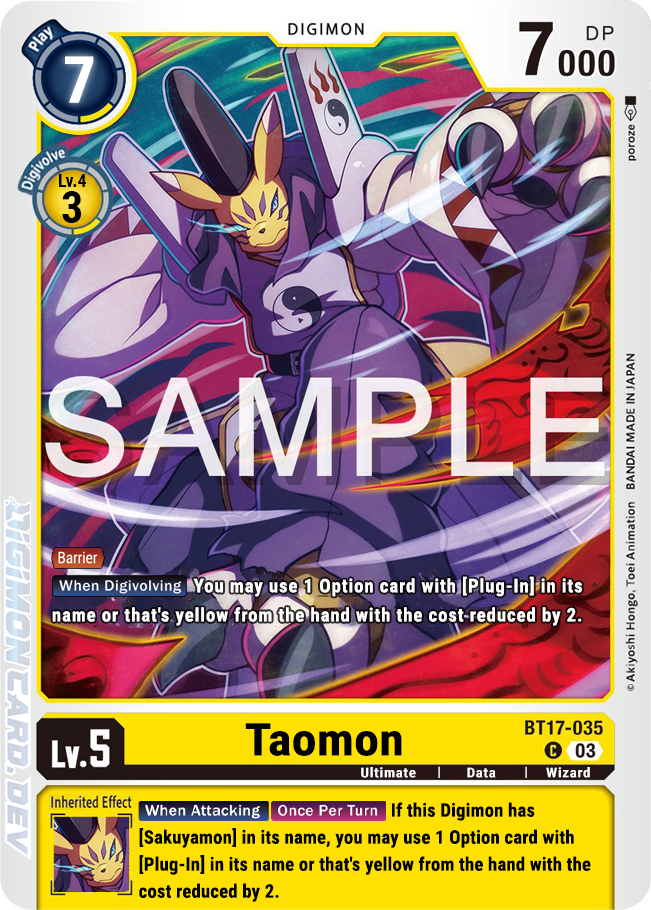 DIGIMON
Play
7
7000
DP
Digivolve
Lv.4
3
poroze
SAMPLE
© Akiyoshi Hongo, Toei Animation BANDAI MADE IN JAPAN
Barrier
When Digivolving You may use 1 Option card with [Plug-In] in its
name or that's yellow from the hand with the cost reduced by 2.
DIGIMONCARD.DEV
Lv.5
Taomon
BT17-035
C 03
Ultimate | Data | Wizard
Inherited Effect
When Attacking Once Per Turn If this Digimon has
[Sakuyamon] in its name, you may use 1 Option card with
[Plug-In] in its name or that's yellow from the hand with the
cost reduced by 2.